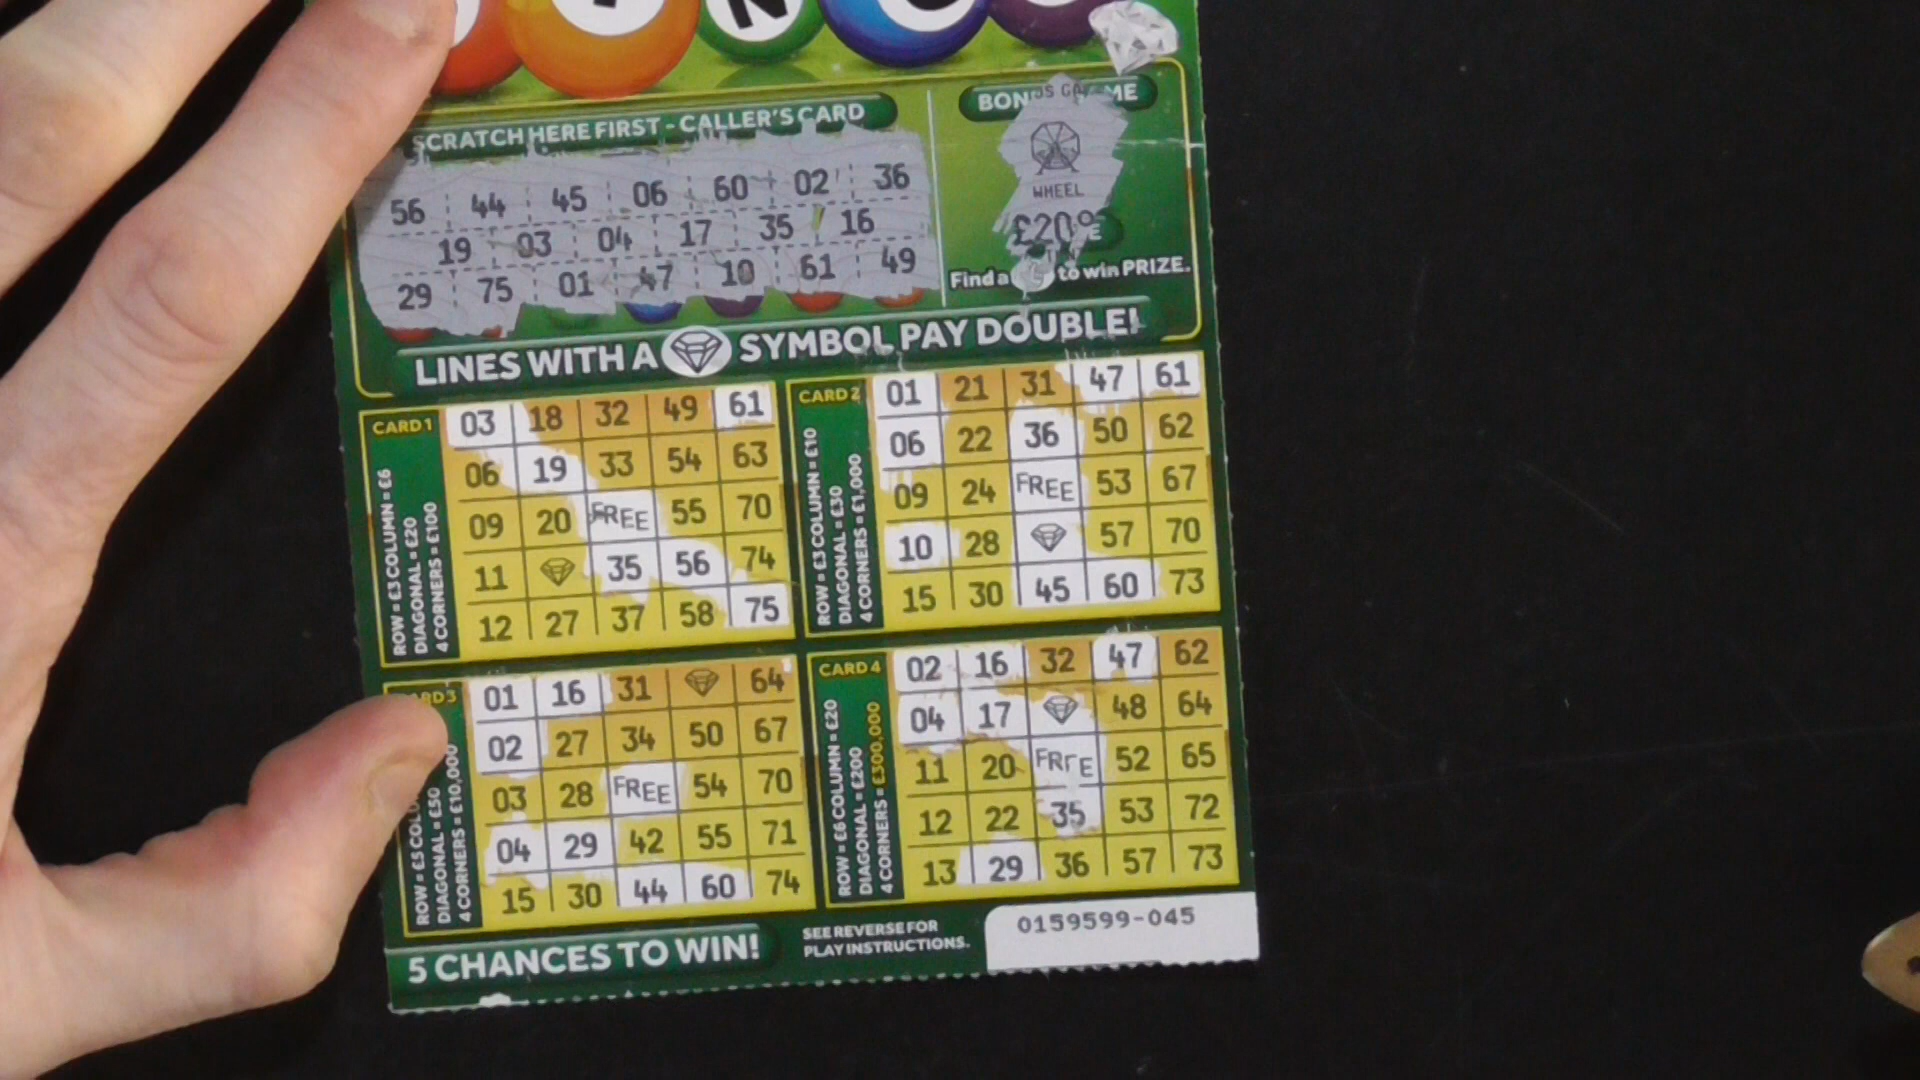 N
SCRATCH HERE FIRST - CALLER'S CARD
56 44 45 06 60 02 36
19 03 04 17 35 16
29 75 01 47 10 61 49
BONUS GAME
WHEEL
£20
Find a to win PRIZE.
LINES WITH A SYMBOL PAY DOUBLE!
CARD 1
ROW = £3 COLUMN = £6
DIAGONAL = £20
4 CORNERS = £100
03 18 32 49 61
06 19 33 54 63
09 20 FREE 55 70
11 35 56 74
12 27 37 58 75
CARD 2
ROW = £3 COLUMN = £10
DIAGONAL = £30
4 CORNERS = £1,000
01 21 31 47 61
06 22 36 50 62
09 24 FREE 53 67
10 28 57 70
15 30 45 60 73
RD 3
ROW = £5 COL
DIAGONAL = £50
4 CORNERS = £10,000
01 16 31 64
02 27 34 50 67
03 28 FREE 54 70
04 29 42 55 71
15 30 44 60 74
CARD 4
ROW = £6 COLUMN = £20
DIAGONAL = £200
4 CORNERS = £300,000
02 16 32 47 62
04 17 48 64
11 20 FREE 52 65
12 22 35 53 72
13 29 36 57 73
5 CHANCES TO WIN!
SEE REVERSE FOR
PLAY INSTRUCTIONS.
0159599-045